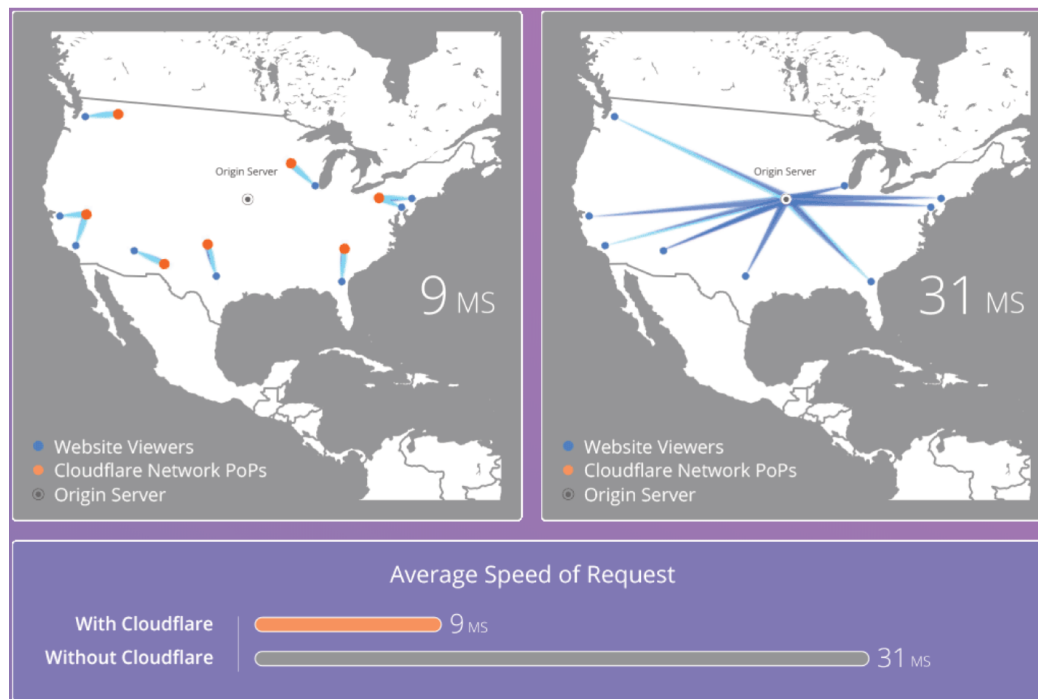 Origin Server
9 MS
Website Viewers
Cloudflare Network PoPs
Origin Server
Origin Server
31 MS
Website Viewers
Cloudflare Network PoPs
Origin Server
Average Speed of Request
With Cloudflare 9 MS
Without Cloudflare 31 MS